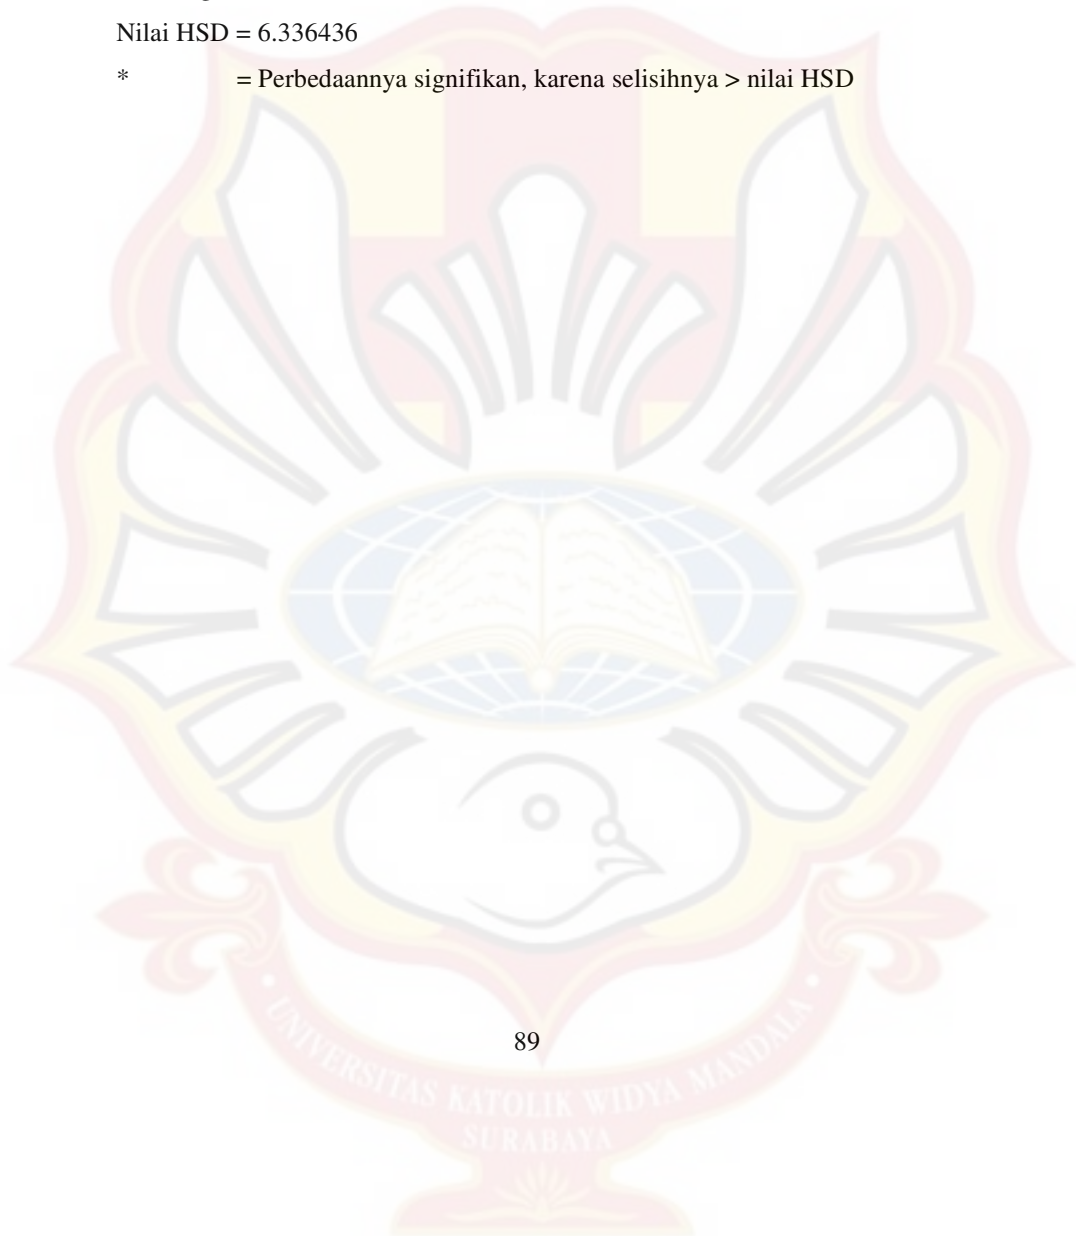 Nilai HSD = 6.336436
* = Perbedaannya signifikan, karena selisihnya > nilai HSD
89
UNIVERSITAS KATOLIK WIDYA MANDALA
SURABAYA